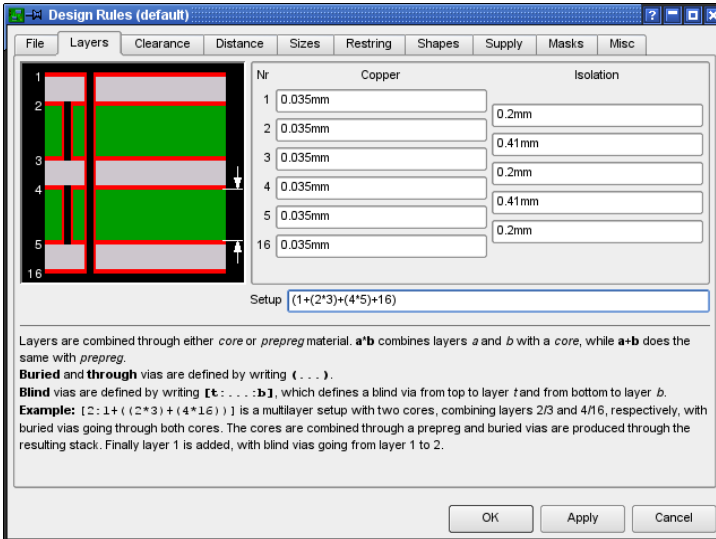 Design Rules (default)
File Layers Clearance Distance Sizes Restring Shapes Supply Masks Misc
Nr Copper Isolation
1 0.035mm
0.2mm
2 0.035mm
0.41mm
3 0.035mm
0.2mm
4 0.035mm
0.41mm
5 0.035mm
0.2mm
16 0.035mm
1
2
3
4
5
16
Setup (1+(2*3)+(4*5)+16)
Layers are combined through either core or prepreg material. a*b combines layers a and b with a core, while a+b does the
same with prepreg.
Buried and through vias are defined by writing (...).
Blind vias are defined by writing [t:...:b], which defines a blind via from top to layer t and from bottom to layer b.
Example: [2:1+((2*3)+(4*16))] is a multilayer setup with two cores, combining layers 2/3 and 4/16, respectively, with
buried vias going through both cores. The cores are combined through a prepreg and buried vias are produced through the
resulting stack. Finally layer 1 is added, with blind vias going from layer 1 to 2.
OK Apply Cancel